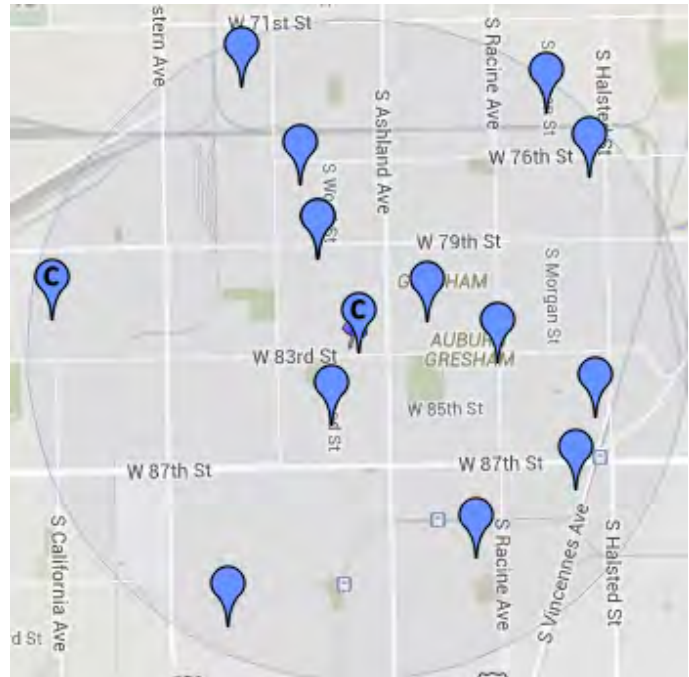 W 71st St
stern Ave
S Racine Ave
S Halsted St
S Ashland Ave
W 76th St
W 79th St
HAM
S Morgan St
C
C
AUBURN
GRESHAM
W 83rd St
W 85th St
W 87th St
W 87th St
S California Ave
S Racine Ave
S Vincennes Ave
S Halsted St
d St